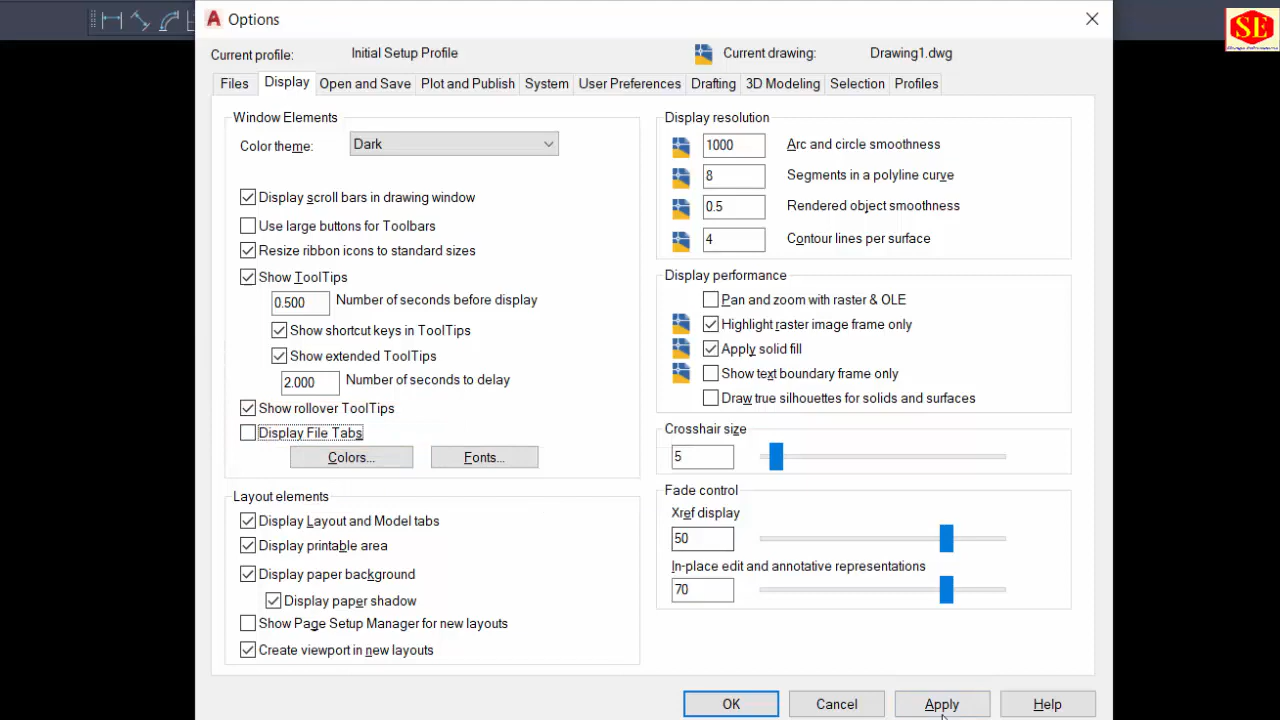 Options
SE
Current profile: Initial Setup Profile Current drawing: Drawing1.dwg
Files Display Open and Save Plot and Publish System User Preferences Drafting 3D Modeling Selection Profiles
Window Elements
Color theme: Dark
Display scroll bars in drawing window
Use large buttons for Toolbars
Resize ribbon icons to standard sizes
Show ToolTips
0.500 Number of seconds before display
Show shortcut keys in ToolTips
Show extended ToolTips
2.000 Number of seconds to delay
Show rollover ToolTips
Display File Tabs
Colors... Fonts...
Layout elements
Display Layout and Model tabs
Display printable area
Display paper background
Display paper shadow
Show Page Setup Manager for new layouts
Create viewport in new layouts
Display resolution
1000 Arc and circle smoothness
8 Segments in a polyline curve
0.5 Rendered object smoothness
4 Contour lines per surface
Display performance
Pan and zoom with raster & OLE
Highlight raster image frame only
Apply solid fill
Show text boundary frame only
Draw true silhouettes for solids and surfaces
Crosshair size
5
Fade control
Xref display
50
In-place edit and annotative representations
70
OK Cancel Apply Help